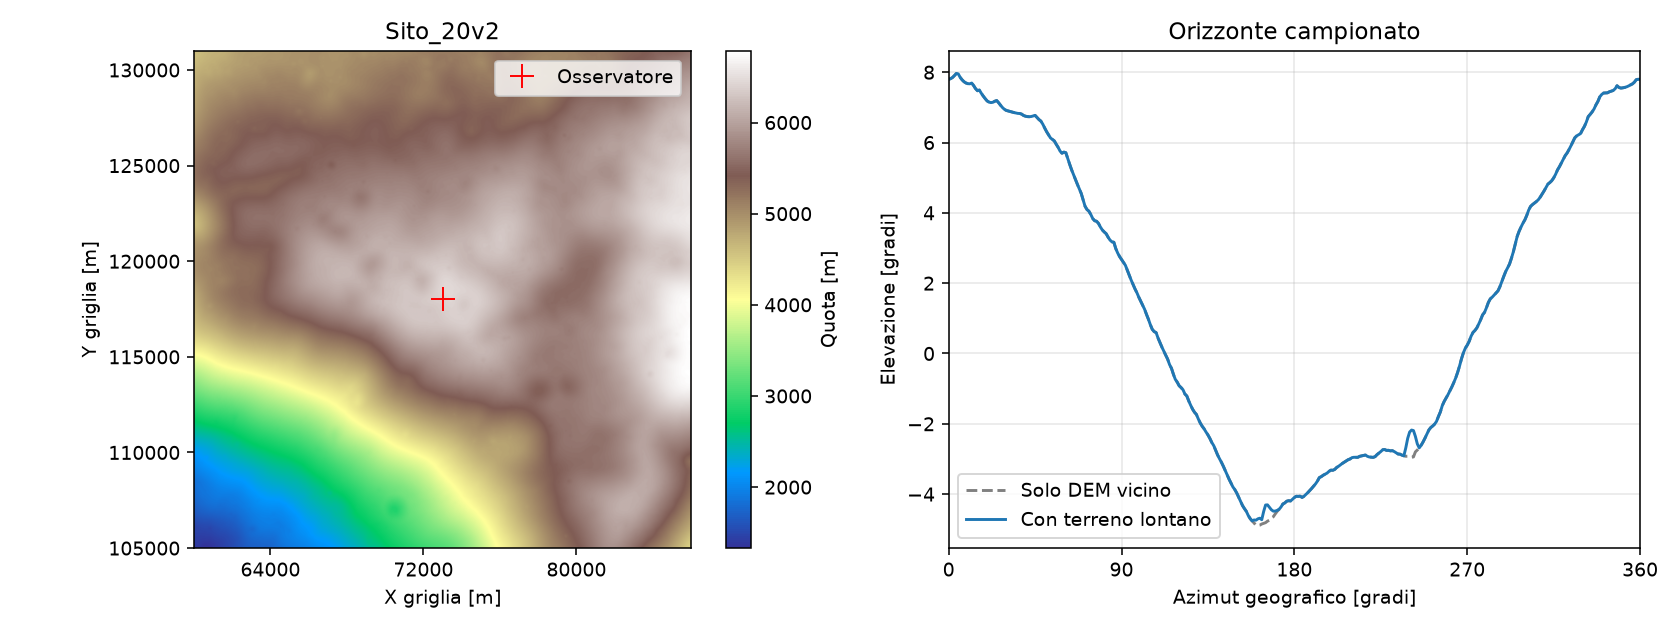 Sito_20v2
Osservatore
130000
125000
120000
115000
110000
105000
64000
72000
80000
X griglia [m]
Y griglia [m]
6000
5000
4000
3000
2000
Quota [m]
Orizzonte campionato
8
6
4
2
0
−2
−4
Elevazione [gradi]
Solo DEM vicino
Con terreno lontano
0
90
180
270
360
Azimut geografico [gradi]